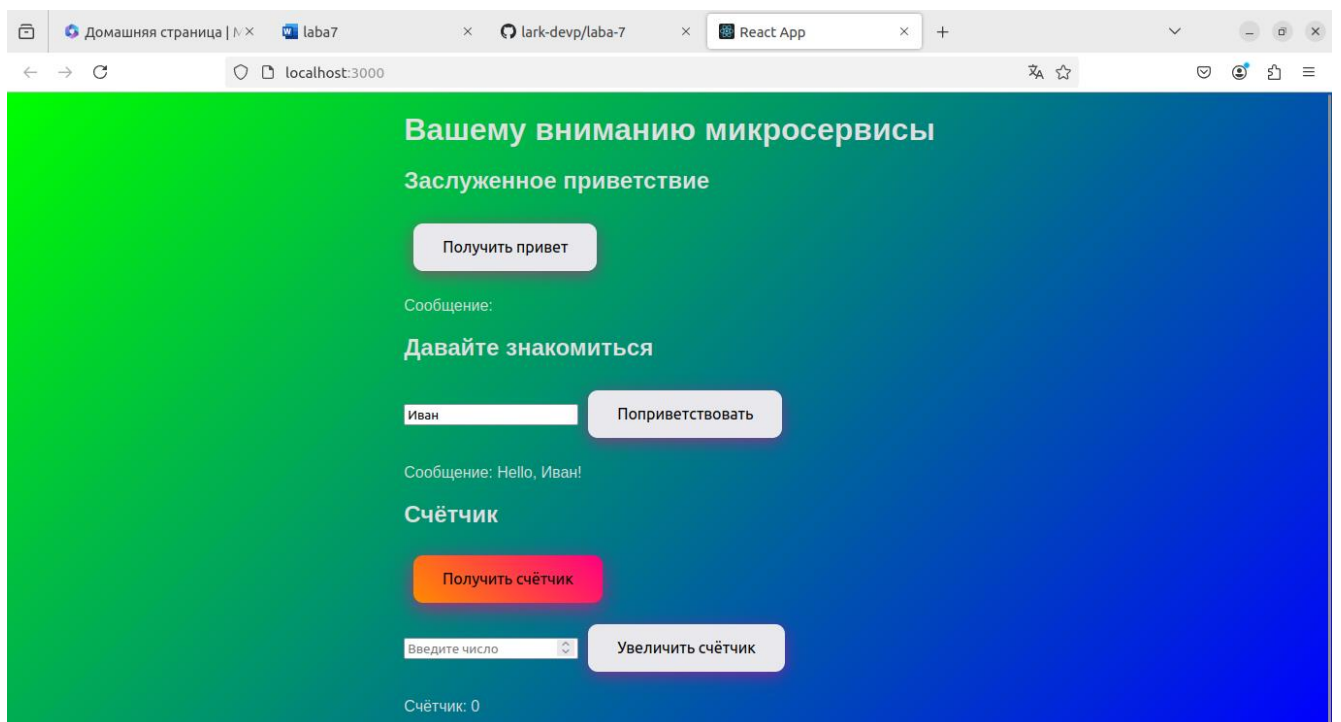 Домашняя страница | М
laba7
lark-devp/laba-7
React App
localhost:3000
Вашему вниманию микросервисы
Заслуженное приветствие
Получить привет
Сообщение:
Давайте знакомиться
Иван Поприветствовать
Сообщение: Hello, Иван!
Счётчик
Получить счётчик
Введите число Увеличить счётчик
Счётчик: 0